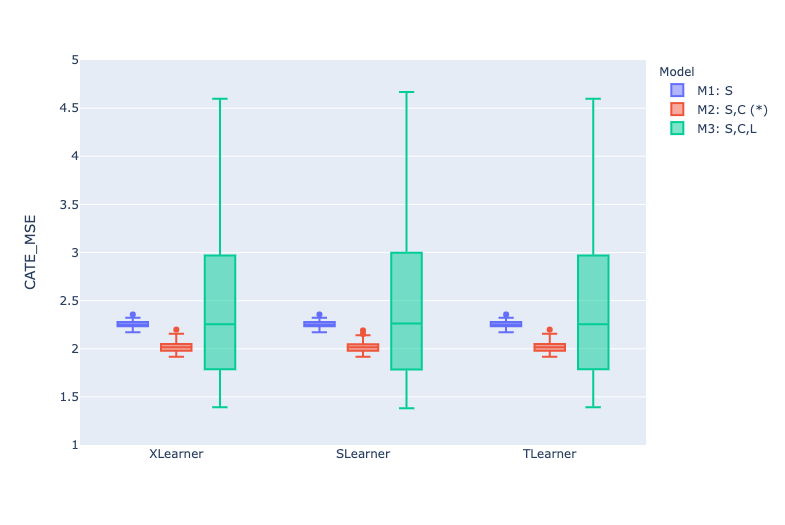 5
4.5
4
3.5
3
2.5
2
1.5
1
CATE_MSE
XLearner
SLearner
TLearner
Model
M1: S
M2: S,C (*)
M3: S,C,L